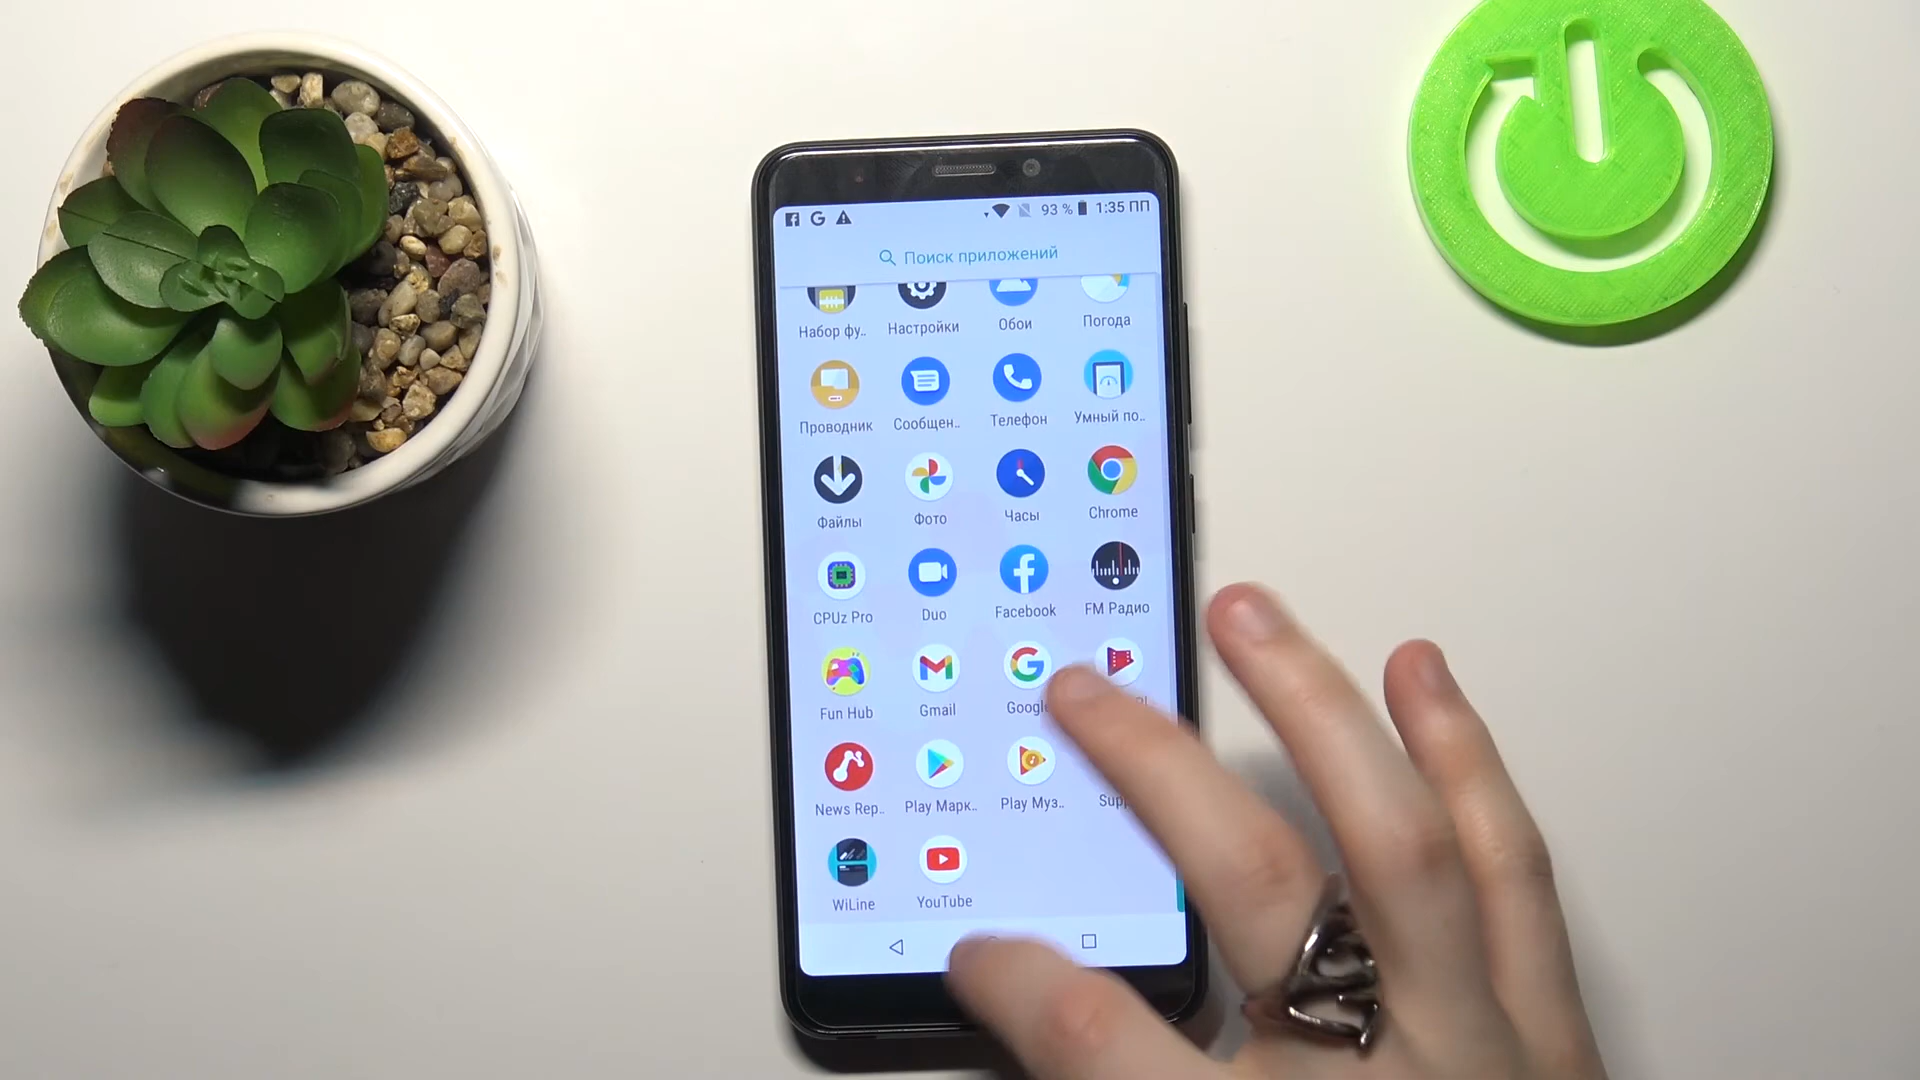 93 % 1:35 ПП
Поиск приложений
Набор фу.. Настройки Обои Погода
Проводник Сообщен.. Телефон Умный по..
Файлы Фото Часы Chrome
CPUz Pro Duo Facebook FM Радио
Fun Hub Gmail Google
News Rep.. Play Марк.. Play Муз..
WiLine YouTube